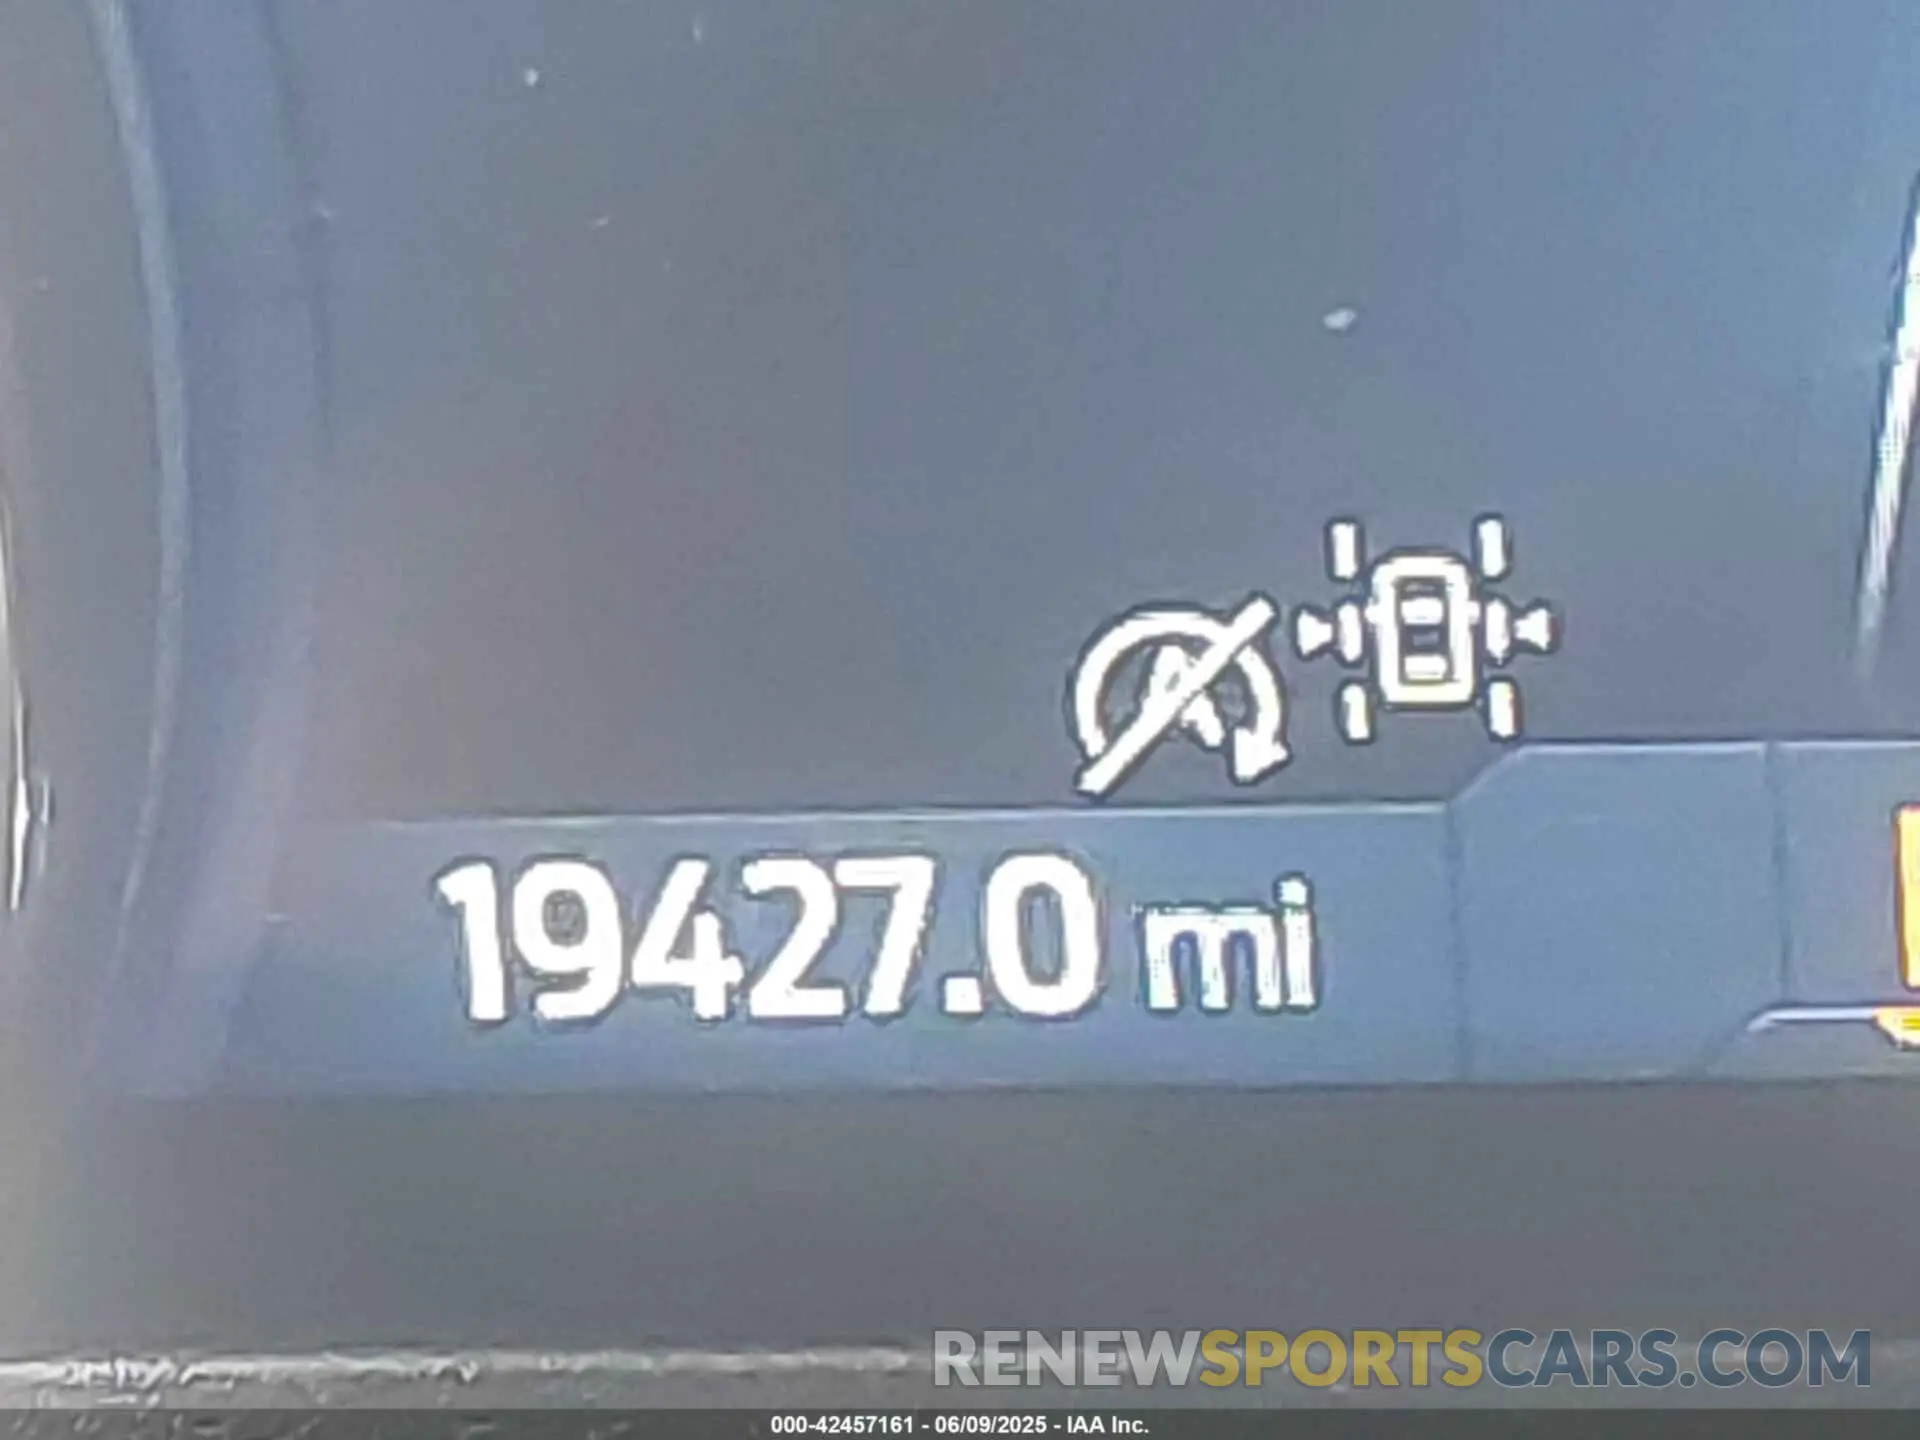 19427.0 mi
RENEWSPORTSCARS.COM
000-42457161 - 06/09/2025 - IAA Inc.